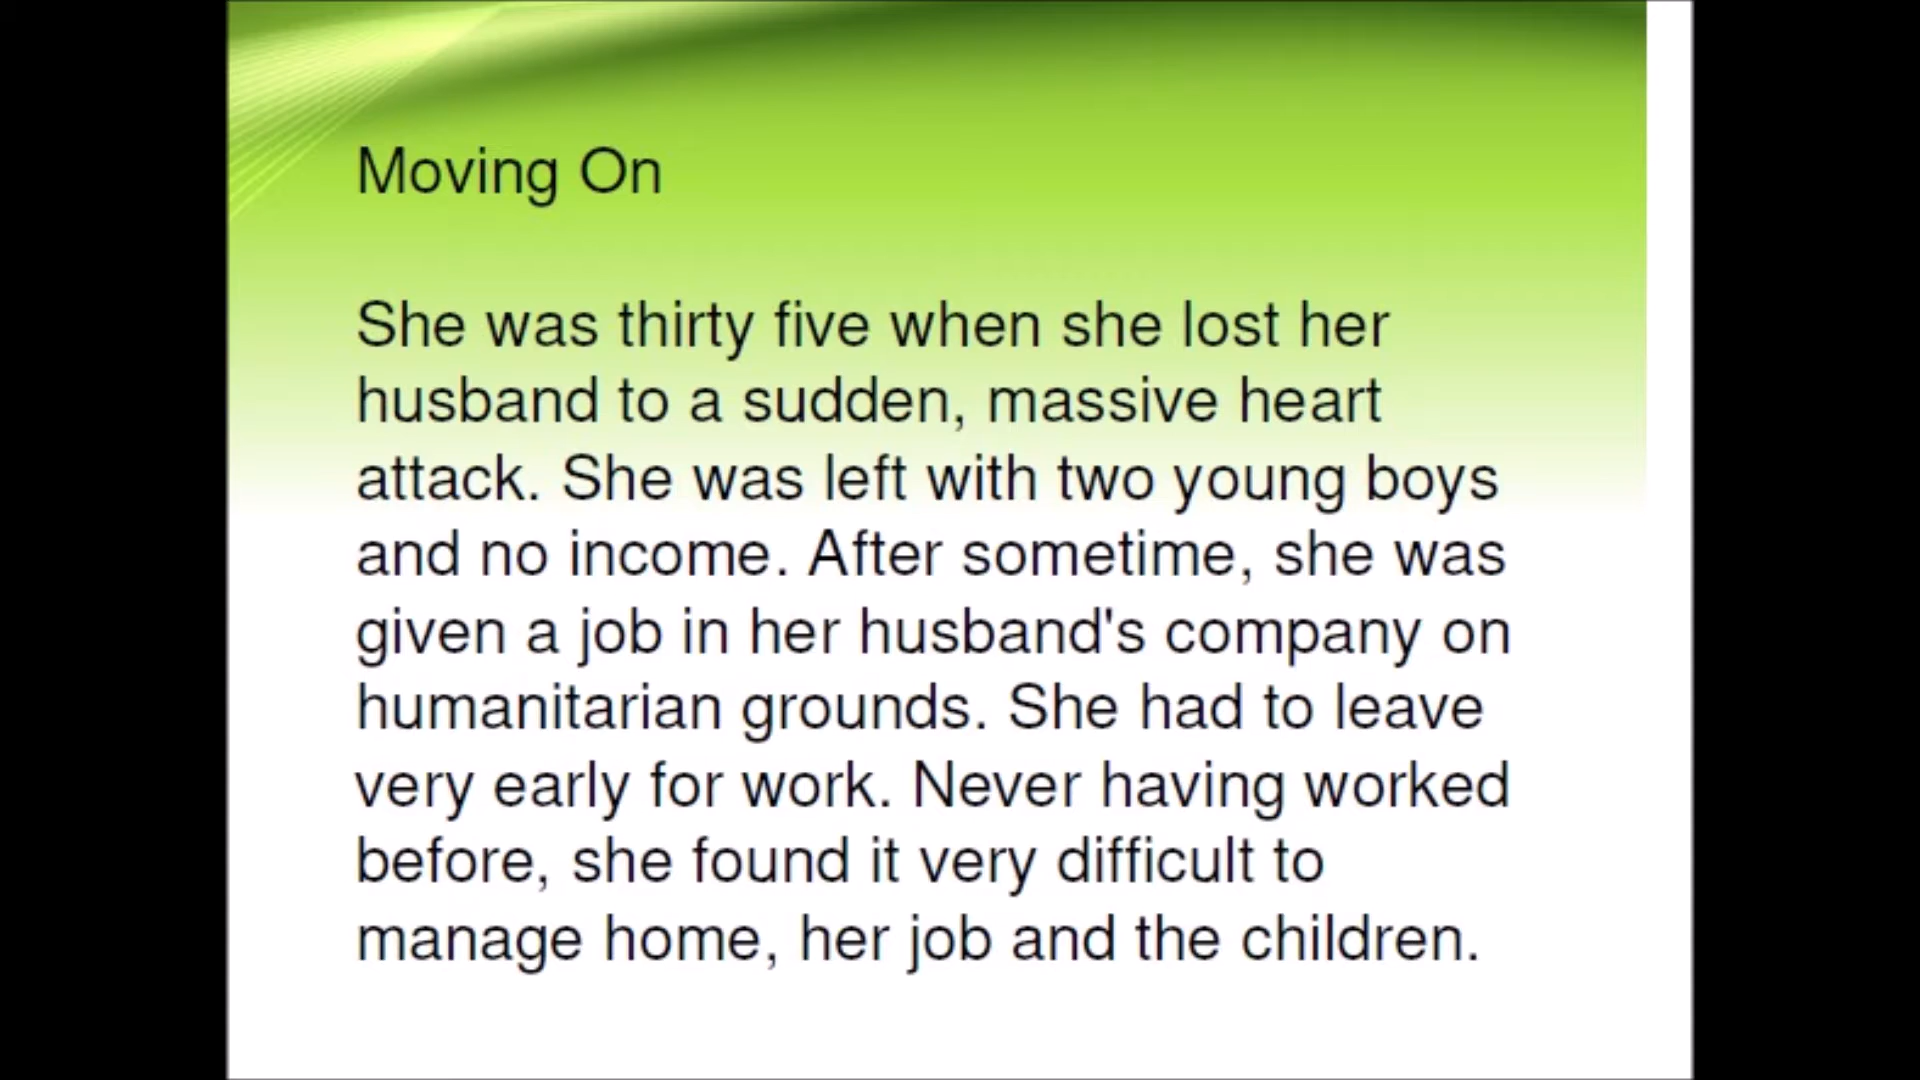 Moving On
She was thirty five when she lost her
husband to a sudden, massive heart
attack. She was left with two young boys
and no income. After sometime, she was
given a job in her husband's company on
humanitarian grounds. She had to leave
very early for work. Never having worked
before, she found it very difficult to
manage home, her job and the children.